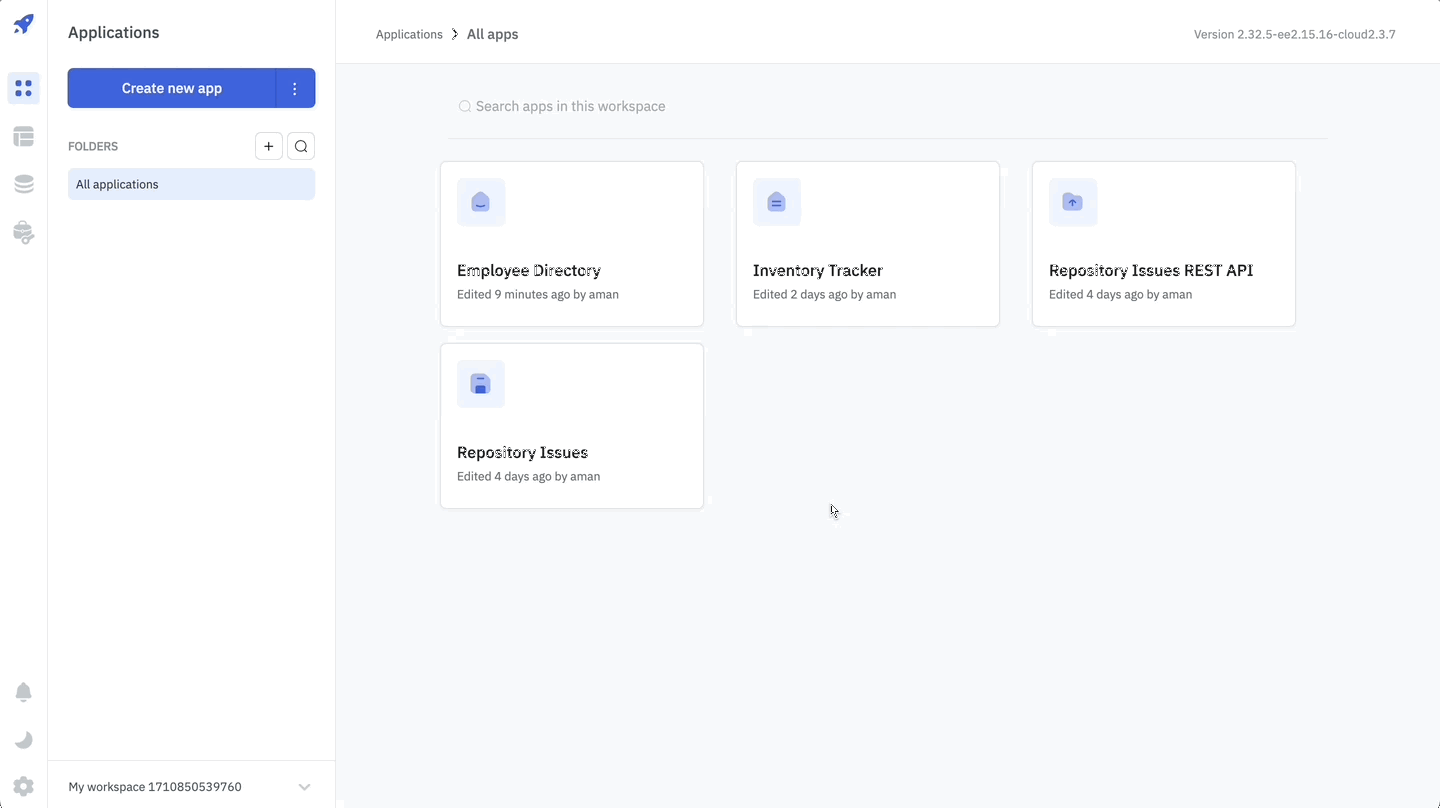 Applications
Create new app
FOLDERS
All applications
My workspace 1710850539760
Applications > All apps
Version 2.32.5-ee2.15.16-cloud2.3.7
Search apps in this workspace
Employee Directory
Edited 9 minutes ago by aman
Inventory Tracker
Edited 2 days ago by aman
Repository Issues REST API
Edited 4 days ago by aman
Repository Issues
Edited 4 days ago by aman